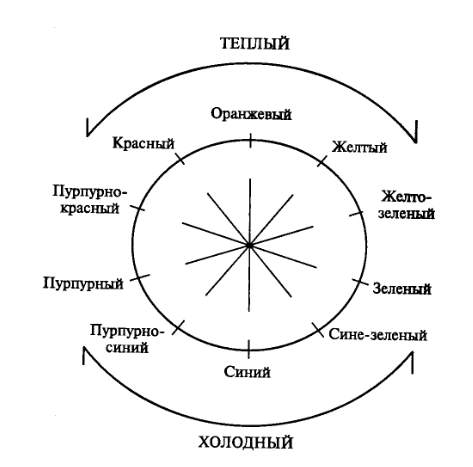 ТЕПЛЫЙ
Оранжевый
Красный
Желтый
Пурпурно-
красный
Желто-
зеленый
Пурпурный
Зеленый
Пурпурно-
синий
Сине-зеленый
Синий
ХОЛОДНЫЙ